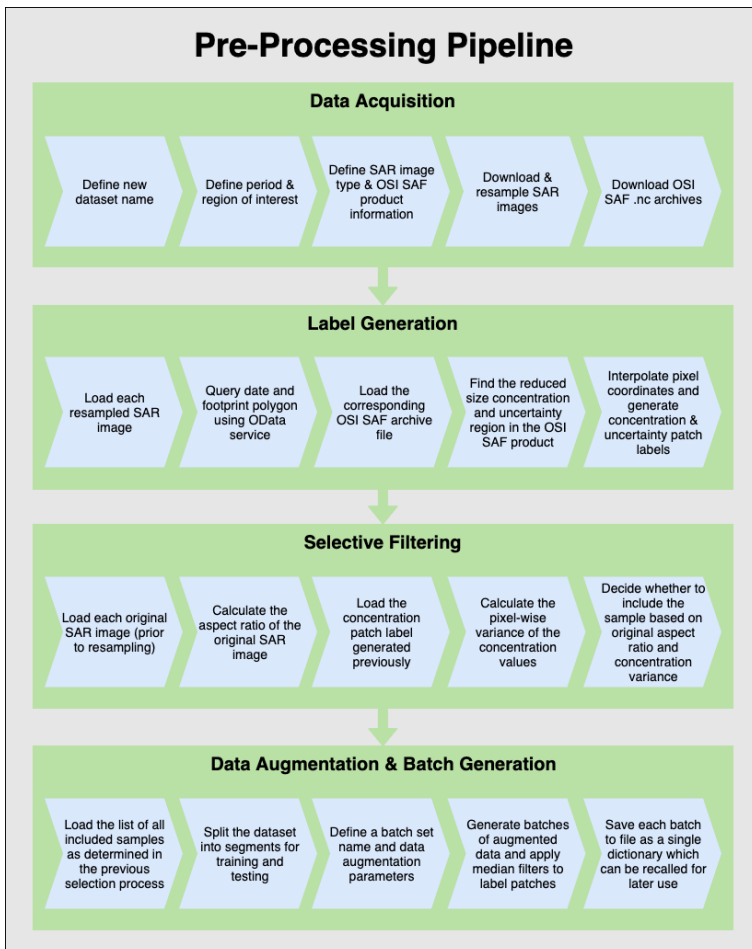 Pre-Processing Pipeline
Data Acquisition
Define new
dataset name
Define period &
region of interest
Define SAR image
type & OSI SAF
product
information
Download &
resample SAR
images
Download OSI
SAF .nc archives
Label Generation
Load each
resampled SAR
image
Query date and
footprint polygon
using OData
service
Load the
corresponding
OSI SAF archive
file
Find the reduced
size concentration
and uncertainty
region in the OSI
SAF product
Interpolate pixel
coordinates and
generate
concentration &
uncertainty patch
labels
Selective Filtering
Load each original
SAR image (prior
to resampling)
Calculate the
aspect ratio of the
original SAR
image
Load the
concentration
patch label
generated
previously
Calculate the
pixel-wise
variance of the
concentration
values
Decide whether to
include the
sample based on
original aspect
ratio and
concentration
variance
Data Augmentation & Batch Generation
Load the list of all
included samples
as determined in
the previous
selection process
Split the dataset
into segments for
training and
testing
Define a batch set
name and data
augmentation
parameters
Generate batches
of augmented
data and apply
median filters to
label patches
Save each batch
to file as a single
dictionary which
can be recalled for
later use